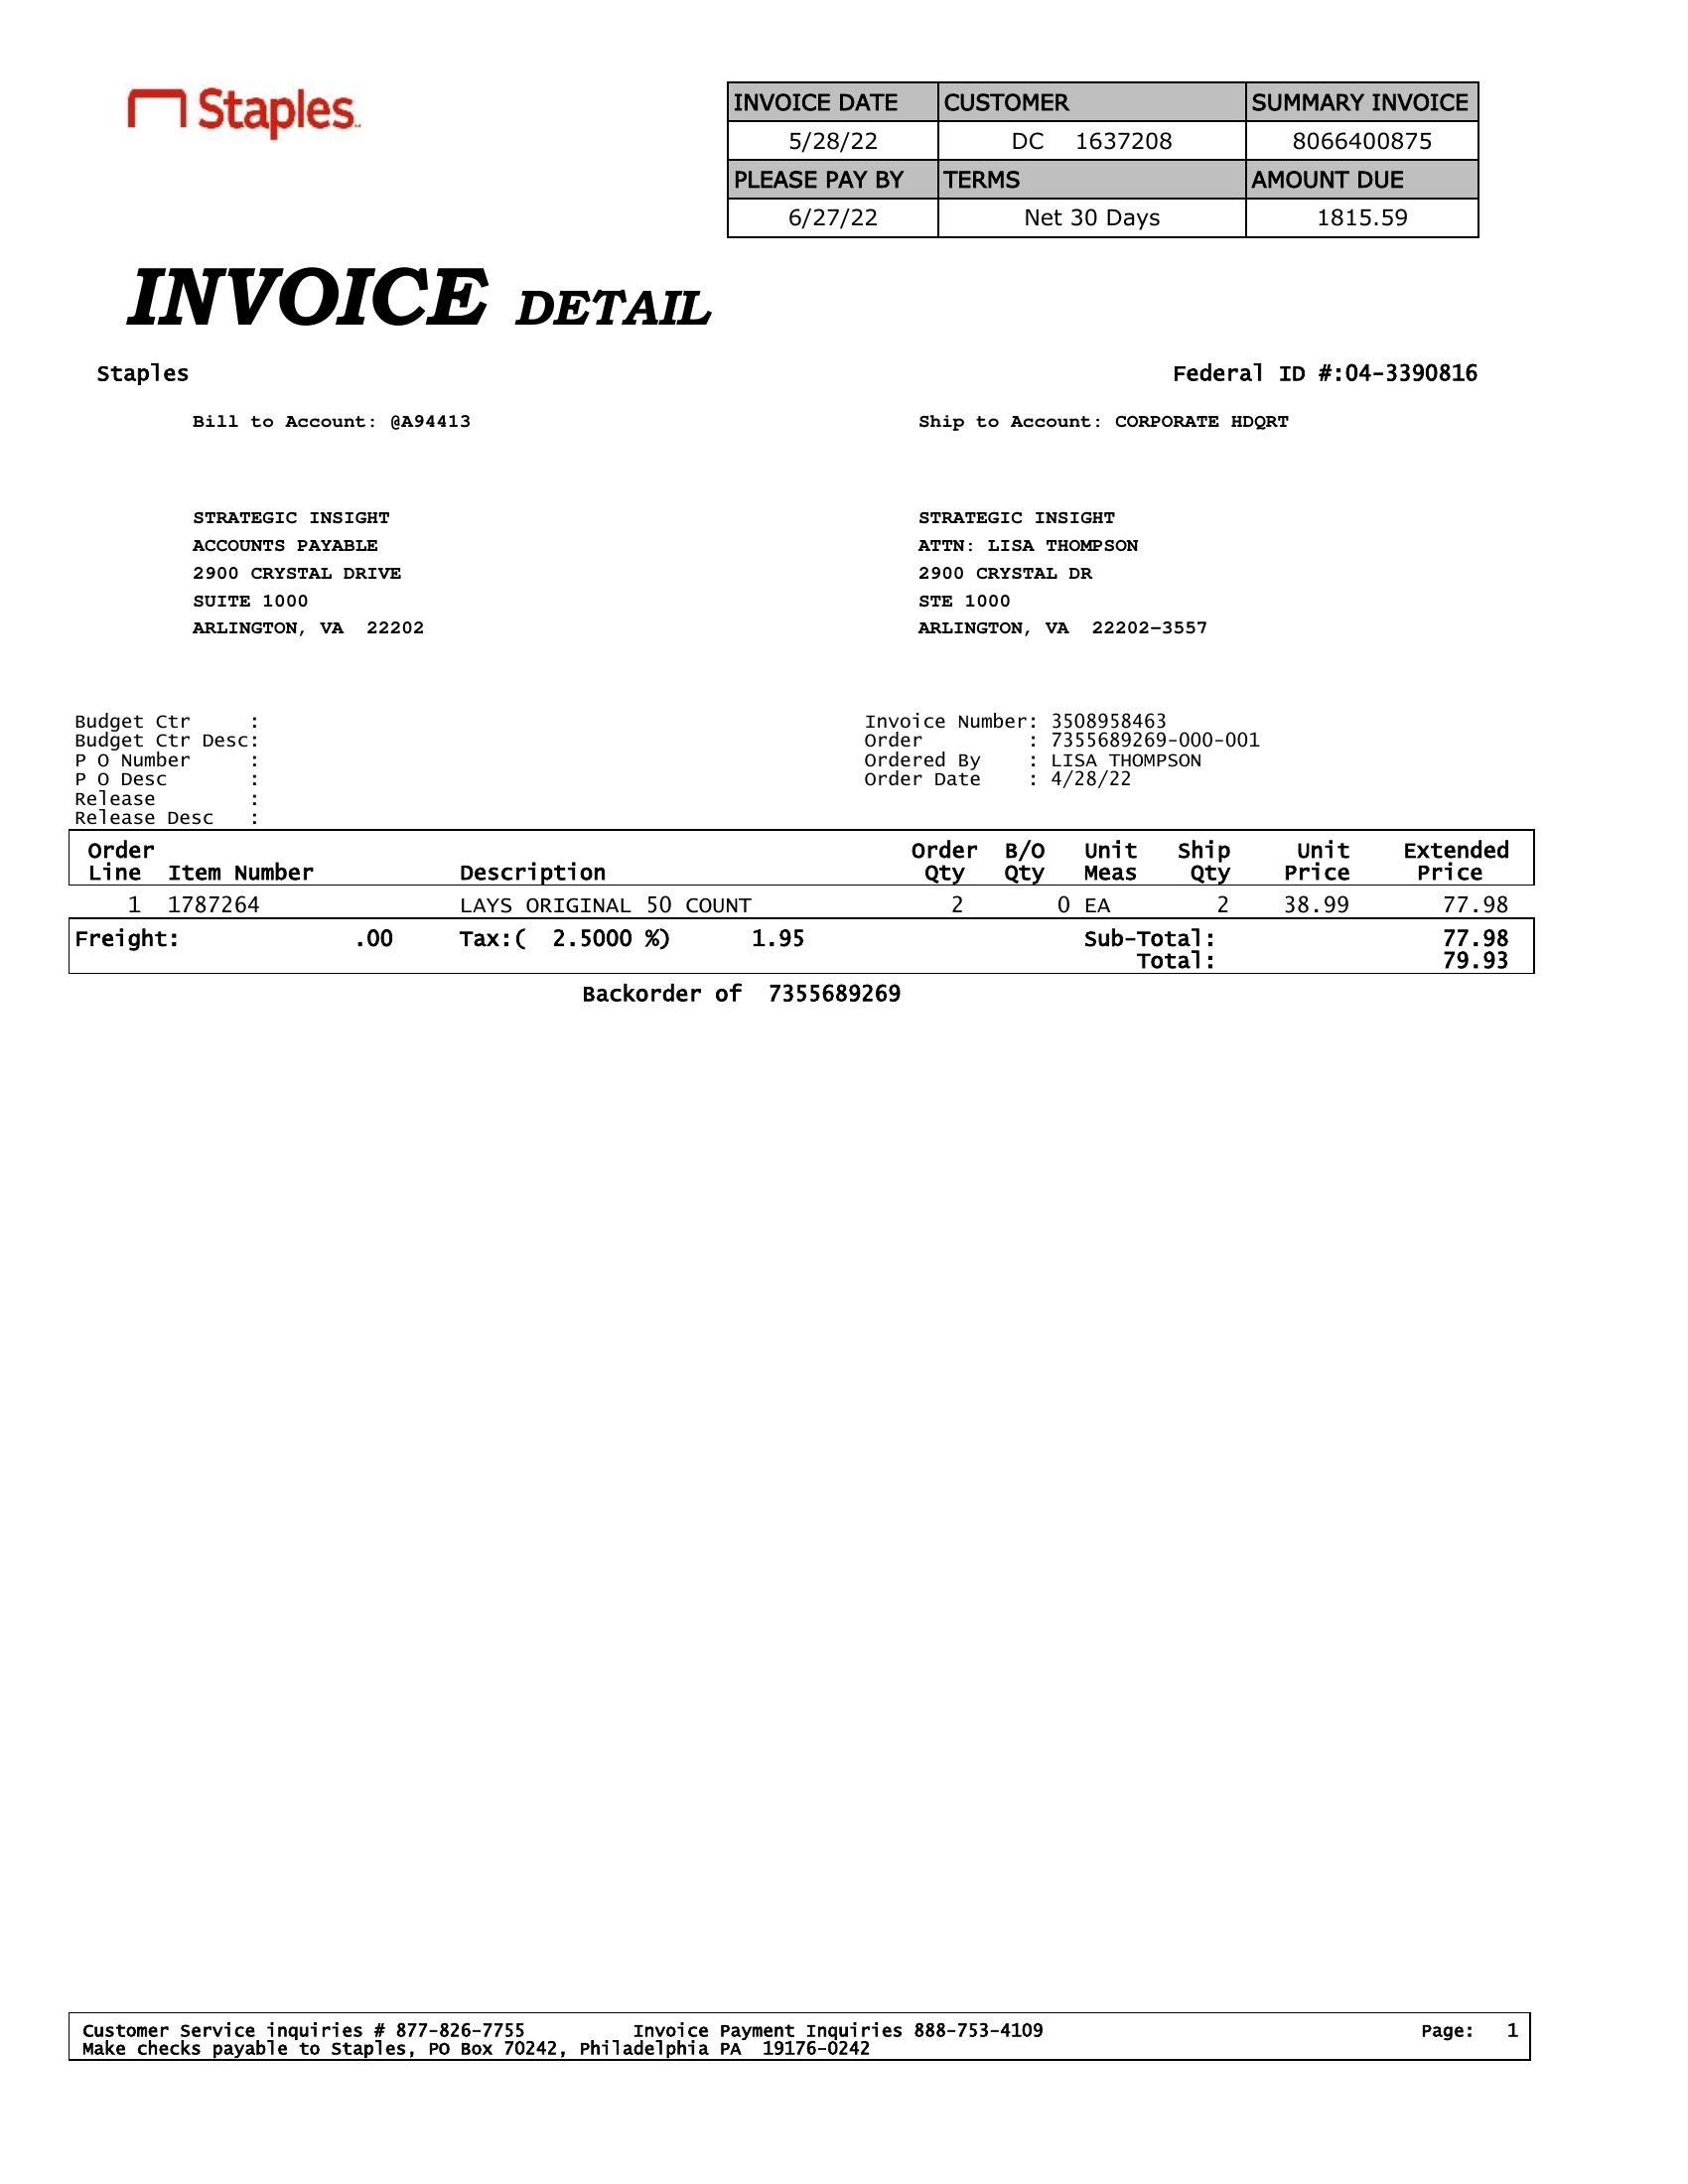 Staples
INVOICE DATE CUSTOMER SUMMARY INVOICE
5/28/22 DC 1637208 8066400875
PLEASE PAY BY TERMS AMOUNT DUE
6/27/22 Net 30 Days 1815.59
INVOICE DETAIL
Staples Federal ID #:04-3390816
Bill to Account: @A94413 Ship to Account: CORPORATE HDQRT
STRATEGIC INSIGHT STRATEGIC INSIGHT
ACCOUNTS PAYABLE ATTN: LISA THOMPSON
2900 CRYSTAL DRIVE 2900 CRYSTAL DR
SUITE 1000 STE 1000
ARLINGTON, VA 22202 ARLINGTON, VA 22202-3557
Budget Ctr : Invoice Number: 3508958463
Budget Ctr Desc: Order : 7355689269-000-001
P O Number : Ordered By : LISA THOMPSON
P O Desc : Order Date : 4/28/22
Release :
Release Desc :
Order Order B/O Unit Ship Unit Extended
Line Item Number Description Qty Qty Meas Qty Price Price
1 1787264 LAYS ORIGINAL 50 COUNT 2 0 EA 2 38.99 77.98
Freight: .00 Tax:( 2.5000 %) 1.95 Sub-Total: 77.98
Total: 79.93
Backorder of 7355689269
Customer Service inquiries # 877-826-7755 Invoice Payment Inquiries 888-753-4109 Page: 1
Make checks payable to Staples, PO Box 70242, Philadelphia PA 19176-0242